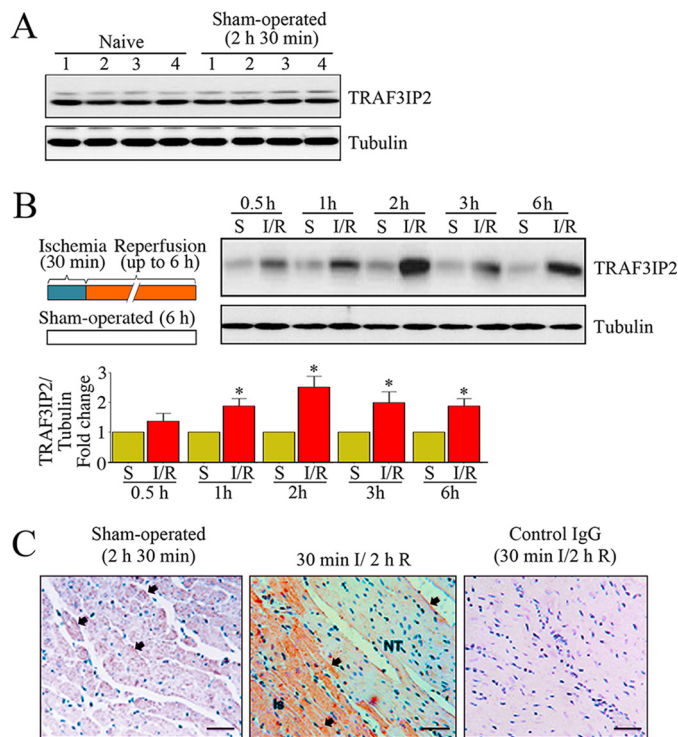 A
Naive
Sham-operated
(2 h 30 min)
1 2 3 4 1 2 3 4
TRAF3IP2
Tubulin
B
0.5h 1h 2h 3h 6h
S I/R S I/R S I/R S I/R S I/R
Ischemia Reperfusion
(30 min) (up to 6 h)
Sham-operated (6 h)
TRAF3IP2
Tubulin
TRAF3IP2/
Tubulin
Fold change
3
2
1
0
* * * *
S I/R S I/R S I/R S I/R S I/R
0.5 h 1h 2h 3h 6h
C
Sham-operated
(2 h 30 min)
30 min I/ 2 h R
Control IgG
(30 min I/2 h R)
NT
Is